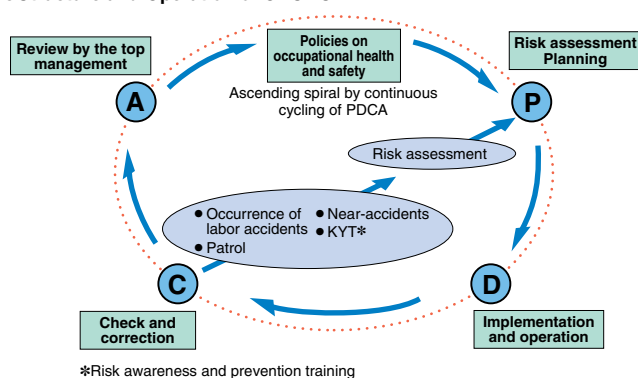 Review by the top
management
Policies on
occupational health
and safety
Risk assessment
Planning
Ascending spiral by continuous
cycling of PDCA
A
P
Risk assessment
● Occurrence of
labor accidents
● Patrol
● Near-accidents
● KYT✻
C
D
Check and
correction
Implementation
and operation
✻Risk awareness and prevention training